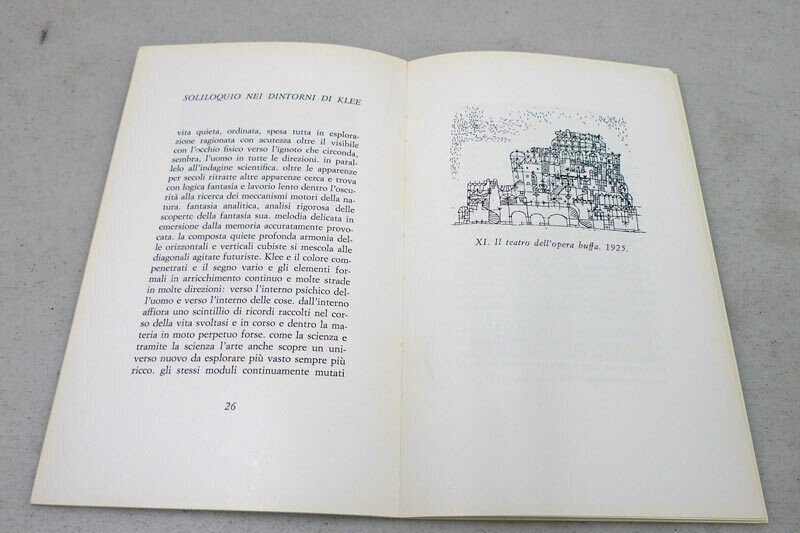 SOLILOQUIO NEI DINTORNI DI KLEE
vita quieta, ordinata, spesa tutta in esplora-
zione ragionata con acutezza oltre il visibile
con l'occhio fisico verso l'ignoto che circonda,
sembra, l'uomo in tutte le direzioni. in paral-
lelo all'indagine scientifica. oltre le apparenze
per secoli ritratte altre apparenze cerca e trova
con logica fantasia e lavorio lento dentro l'oscu-
rità alla ricerca dei meccanismi motori della na-
tura. fantasia analitica, analisi rigorosa delle
scoperte della fantasia sua. melodia delicata in
emersione dalla memoria accuratamente provo-
cata. la composta quiete profonda armonia del-
le orizzontali e verticali cubiste si mescola alle
diagonali agitate futuriste. Klee e il colore com-
penetrati e il segno vario e gli elementi for-
mali in arricchimento continuo e molte strade
in molte direzioni: verso l'interno psichico del-
l'uomo e verso l'interno delle cose. dall'interno
affiora uno scintillio di ricordi raccolti nel cor-
so della vita svoltasi e in corso e dentro la ma-
teria in moto perpetuo forse. come la scienza e
tramite la scienza l'arte anche scopre un uni-
verso nuovo da esplorare più vasto sempre più
ricco. gli stessi moduli continuamente mutati
26
XI. Il teatro dell'opera buffa. 1925.